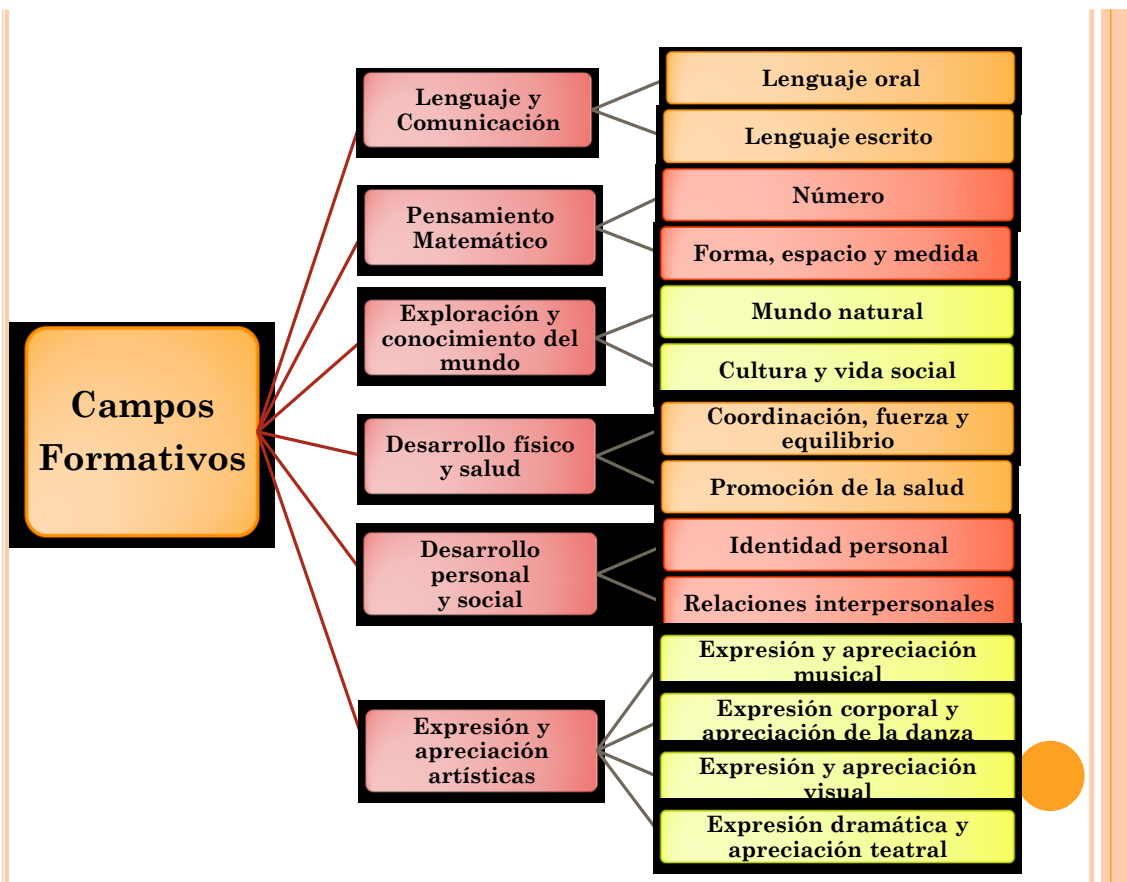 Campos
Formativos
Lenguaje y
Comunicación
Lenguaje oral
Lenguaje escrito
Pensamiento
Matemático
Número
Forma, espacio y medida
Exploración y
conocimiento del
mundo
Mundo natural
Cultura y vida social
Desarrollo físico
y salud
Coordinación, fuerza y
equilibrio
Promoción de la salud
Desarrollo
personal
y social
Identidad personal
Relaciones interpersonales
Expresión y
apreciación
artísticas
Expresión y apreciación
musical
Expresión corporal y
apreciación de la danza
Expresión y apreciación
visual
Expresión dramática y
apreciación teatral